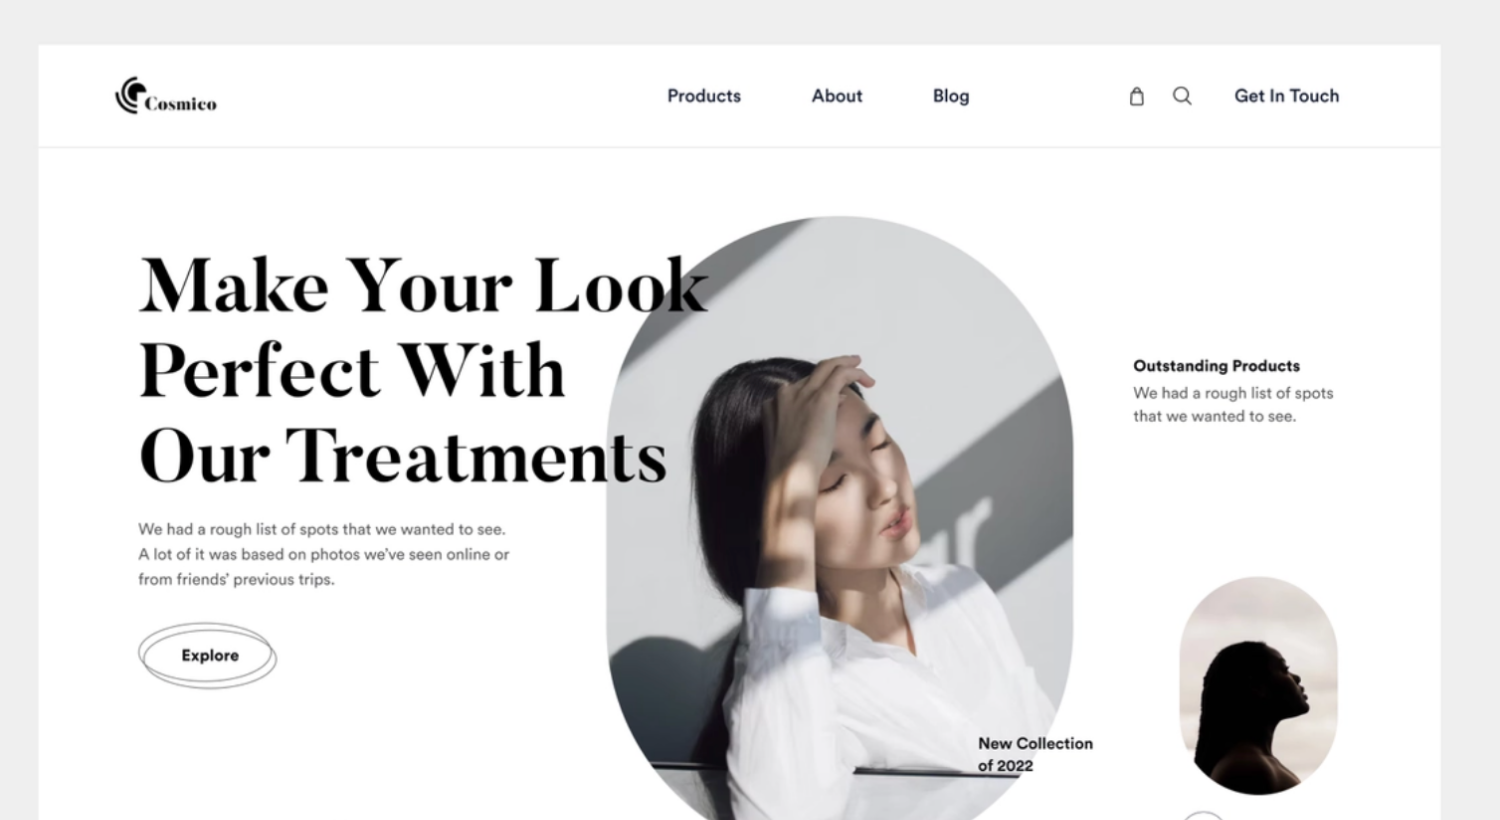 Cosmico
Products
About
Blog
Get In Touch
Make Your Look
Perfect With
Our Treatments
We had a rough list of spots that we wanted to see.
A lot of it was based on photos we've seen online or
from friends' previous trips.
Explore
Outstanding Products
We had a rough list of spots
that we wanted to see.
New Collection
of 2022